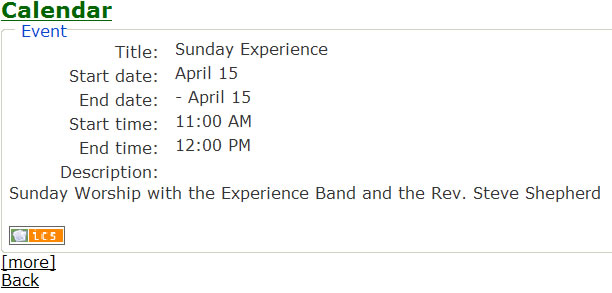 Calendar
Event
Title: Sunday Experience
Start date: April 15
End date: - April 15
Start time: 11:00 AM
End time: 12:00 PM
Description:
Sunday Worship with the Experience Band and the Rev. Steve Shepherd
ICS
[more]
Back